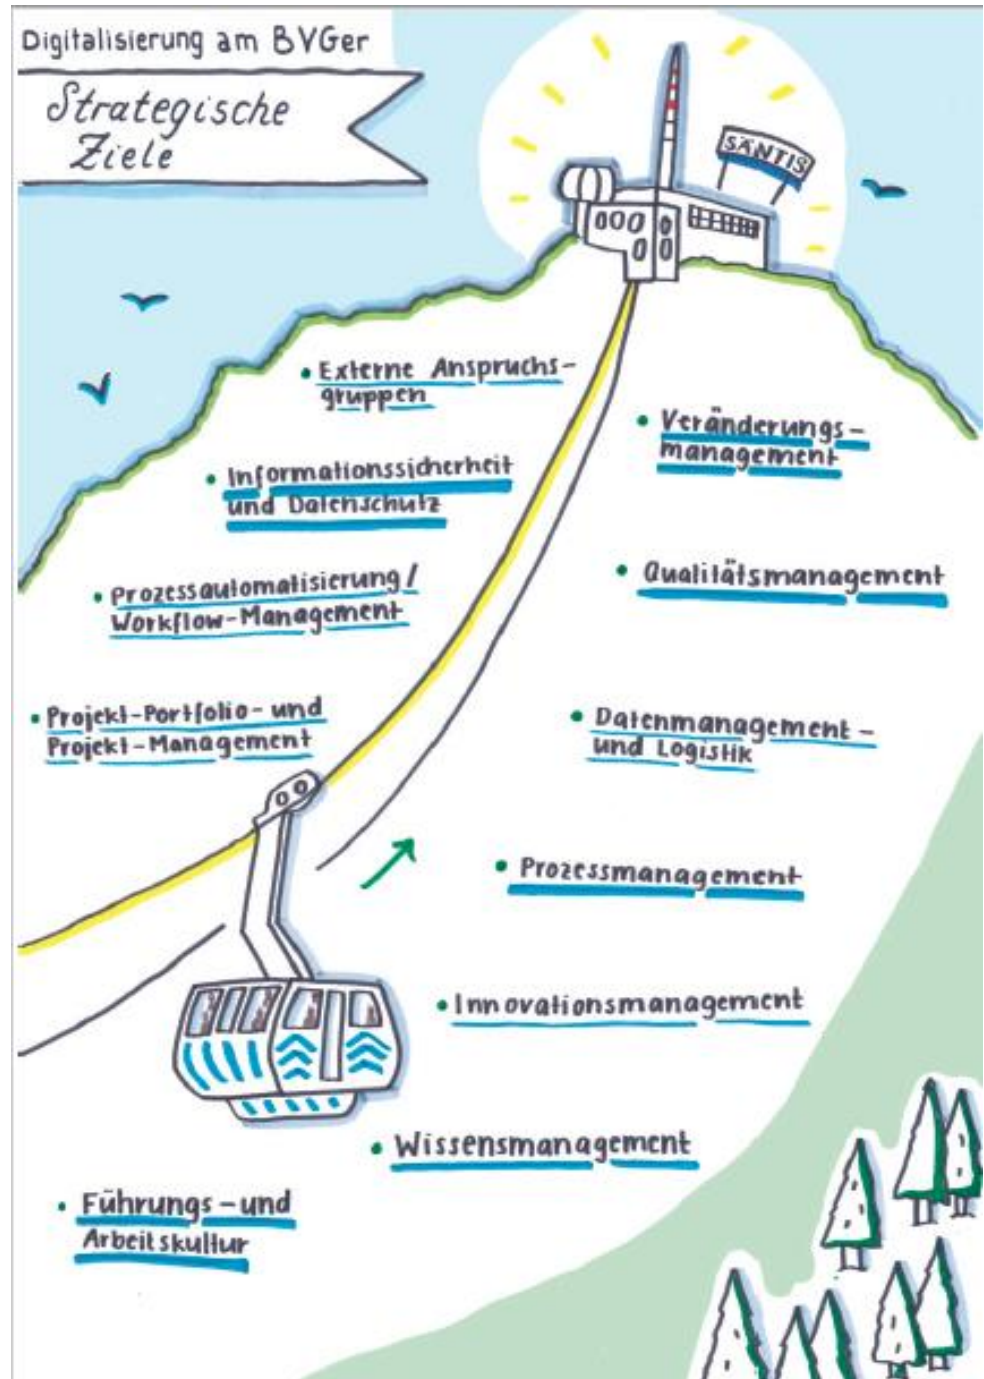 Digitalisierung am BVGer
Strategische
Ziele
SÄNTIS
• Externe Anspruchs-
gruppen
• Informationssicherheit
und Datenschutz
• Prozessautomatisierung/
Workflow-Management
• Projekt-Portfolio- und
Projekt-Management
• Veränderungs-
management
• Qualitätsmanagement
• Datenmanagement-
und Logistik
• Prozessmanagement
• Innovationsmanagement
• Wissensmanagement
• Führungs- und
Arbeitskultur